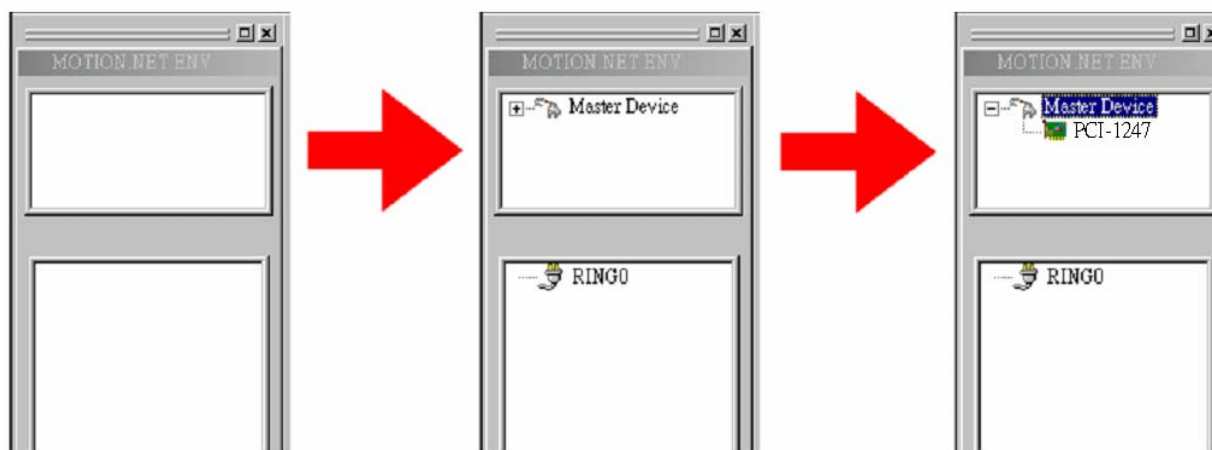 MOTION.NET ENV
MOTION.NET ENV
Master Device
RING0
MOTION.NET ENV
Master Device
PCI-1247
RING0